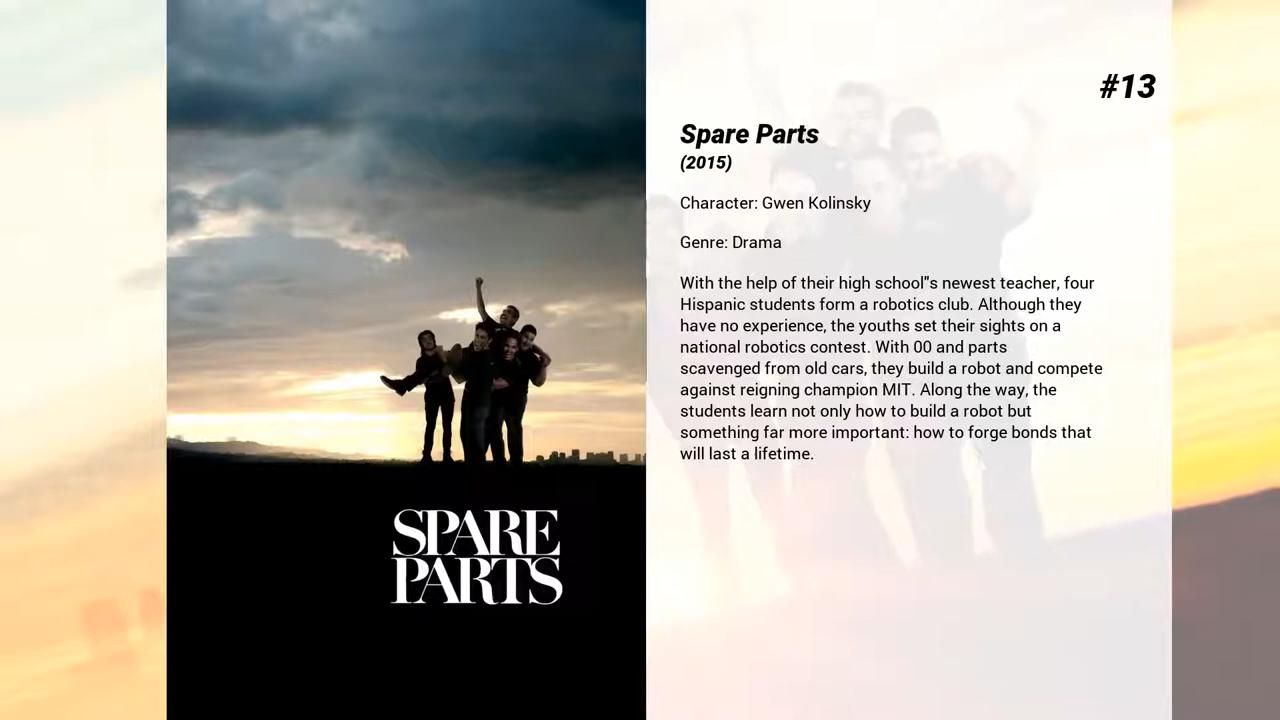 SPARE
PARTS
#13
Spare Parts
(2015)
Character: Gwen Kolinsky
Genre: Drama
With the help of their high school"s newest teacher, four
Hispanic students form a robotics club. Although they
have no experience, the youths set their sights on a
national robotics contest. With 00 and parts
scavenged from old cars, they build a robot and compete
against reigning champion MIT. Along the way, the
students learn not only how to build a robot but
something far more important: how to forge bonds that
will last a lifetime.